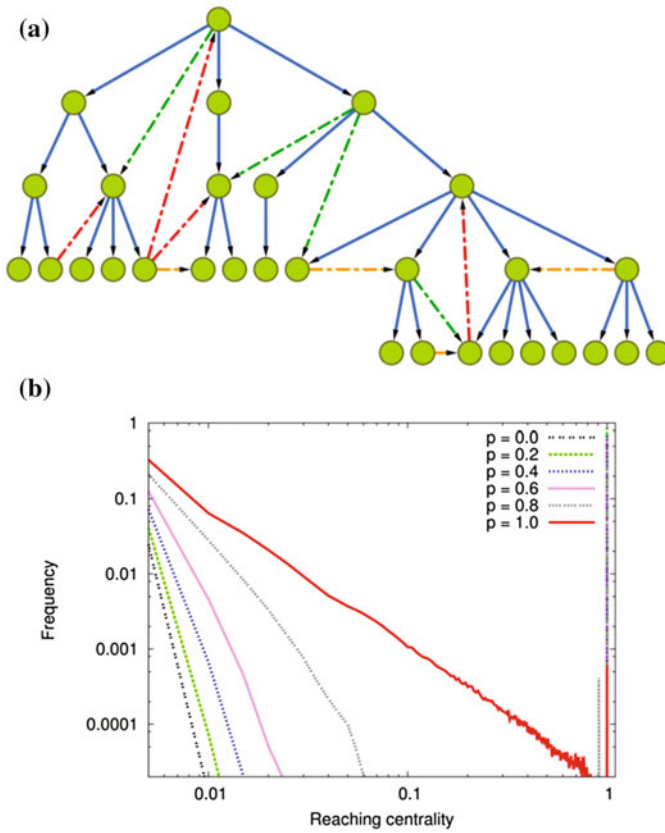 (a)
(b)
1
0.1
0.01
0.001
0.0001
Frequency
p = 0.0
p = 0.2
p = 0.4
p = 0.6
p = 0.8
p = 1.0
0.01
0.1
1
Reaching centrality